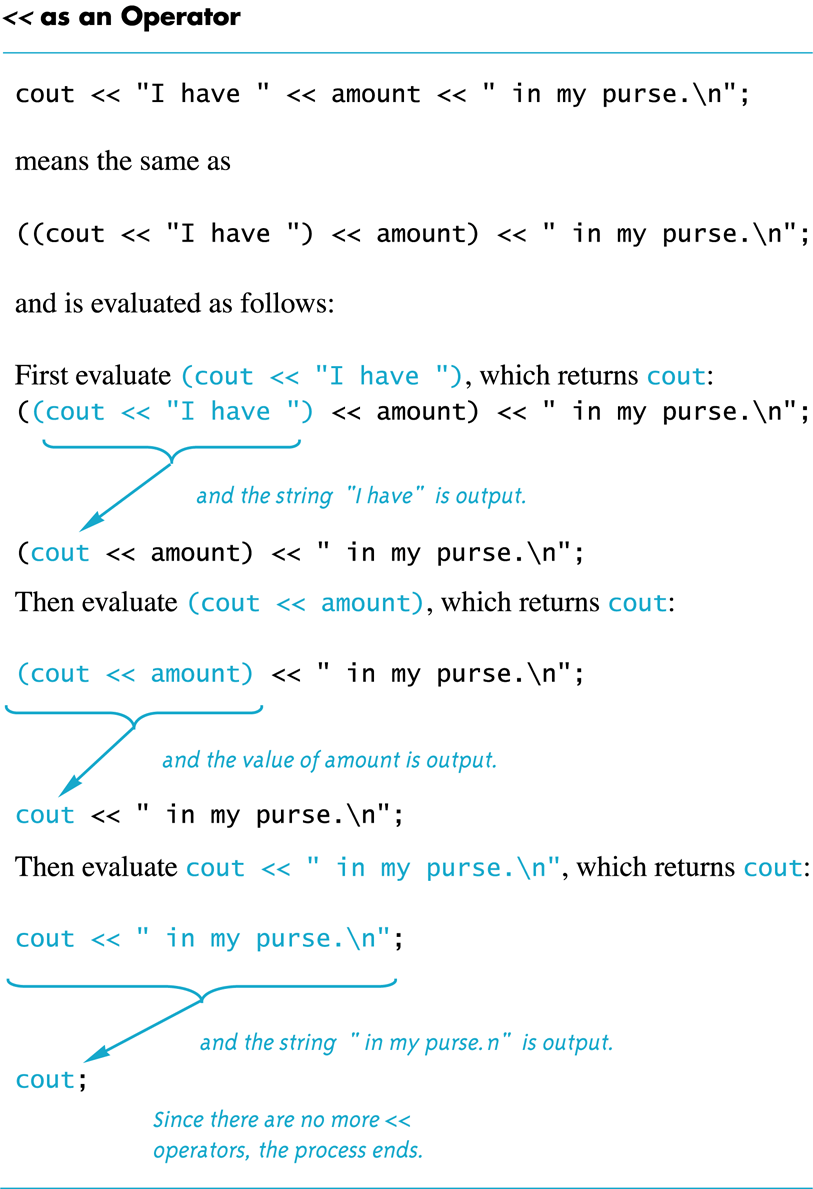 << as an Operator
cout << "I have " << amount << " in my purse.\n";
means the same as
((cout << "I have ") << amount) << " in my purse.\n";
and is evaluated as follows:
First evaluate (cout << "I have "), which returns cout:
((cout << "I have ") << amount) << " in my purse.\n";
and the string "I have" is output.
(cout << amount) << " in my purse.\n";
Then evaluate (cout << amount), which returns cout:
(cout << amount) << " in my purse.\n";
and the value of amount is output.
cout << " in my purse.\n";
Then evaluate cout << " in my purse.\n", which returns cout:
cout << " in my purse.\n";
and the string " in my purse.n" is output.
cout;
Since there are no more <<
operators, the process ends.